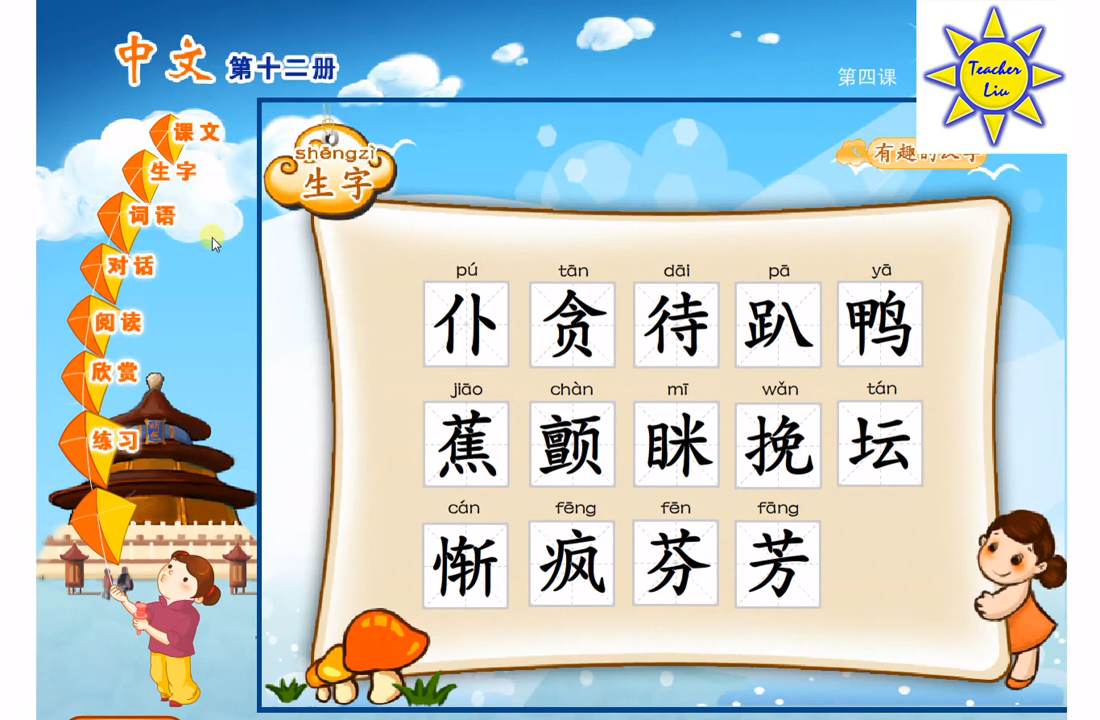 中文 第十二册
第四课
Teacher
Liu
课文
生字
词语
对话
阅读
欣赏
练习
shēngzì
生字
有趣的汉字
pú tān dāi pā yā
仆 贪 待 趴 鸭
jiāo chàn mī wǎn tán
蕉 颤 眯 挽 坛
cán fēng fēn fāng
惭 疯 芬 芳